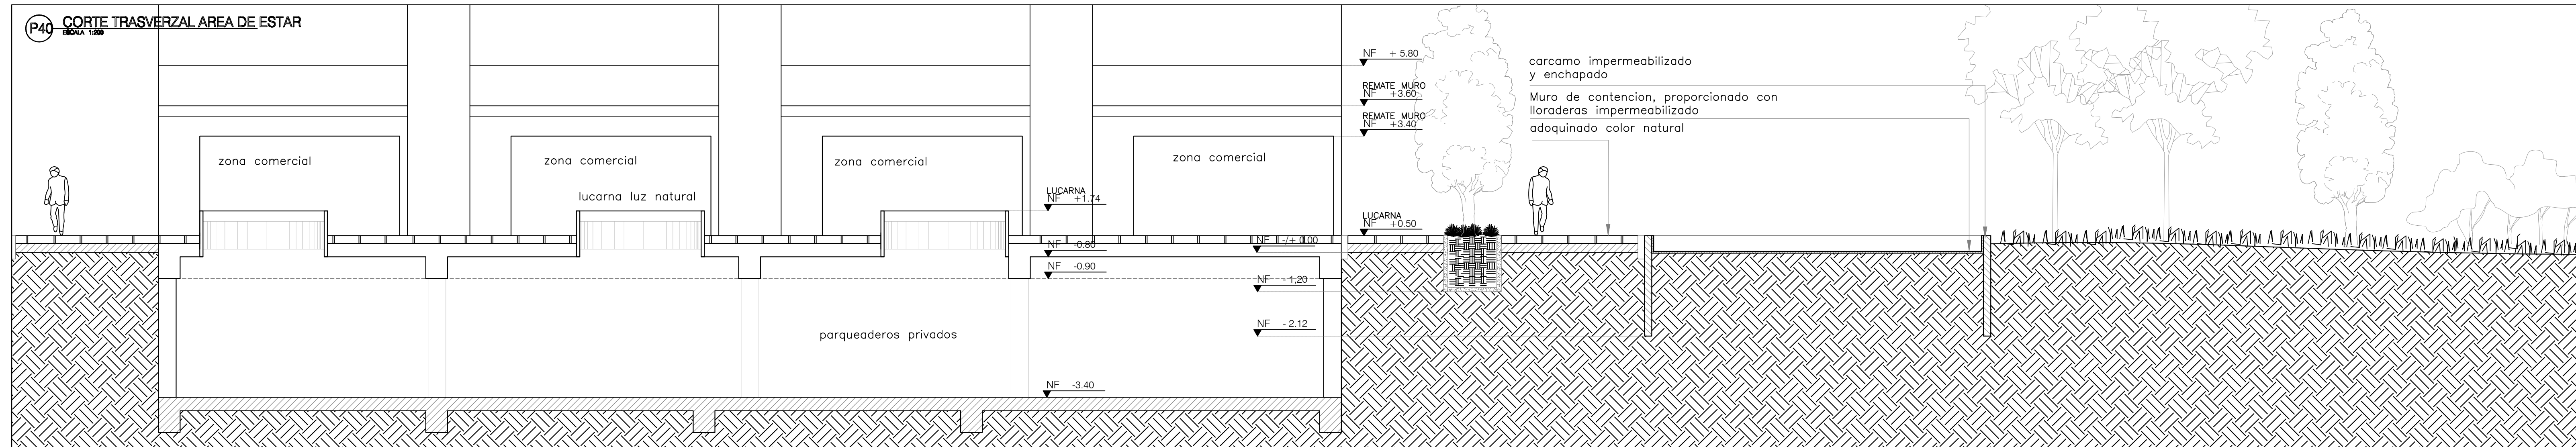 P40
CORTE TRASVERZAL AREA DE ESTAR
ESCALA 1:200
zona comercial
zona comercial
zona comercial
zona comercial
lucarna luz natural
parqueaderos privados
LUCARNA
NF +1.74
NF -0.80
NF -0.90
NF -3.40
NF -/+ 0.00
NF - 1,20
NF - 2.12
NF + 5.80
REMATE MURO
NF +3.60
REMATE MURO
NF +3.40
LUCARNA
NF +0.50
carcamo impermeabilizado
y enchapado
Muro de contencion, proporcionado con
lloraderas impermeabilizado
adoquinado color natural